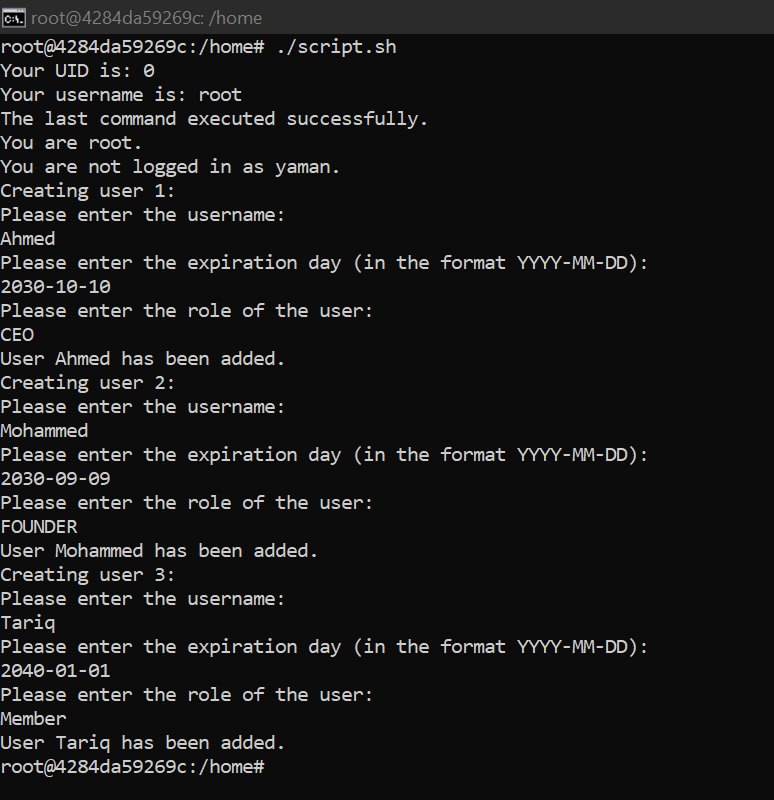 root@4284da59269c: /home
root@4284da59269c:/home# ./script.sh
Your UID is: 0
Your username is: root
The last command executed successfully.
You are root.
You are not logged in as yaman.
Creating user 1:
Please enter the username:
Ahmed
Please enter the expiration day (in the format YYYY-MM-DD):
2030-10-10
Please enter the role of the user:
CEO
User Ahmed has been added.
Creating user 2:
Please enter the username:
Mohammed
Please enter the expiration day (in the format YYYY-MM-DD):
2030-09-09
Please enter the role of the user:
FOUNDER
User Mohammed has been added.
Creating user 3:
Please enter the username:
Tariq
Please enter the expiration day (in the format YYYY-MM-DD):
2040-01-01
Please enter the role of the user:
Member
User Tariq has been added.
root@4284da59269c:/home#